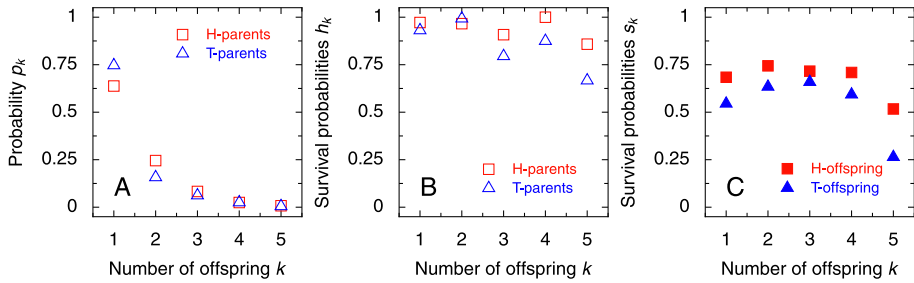 Probability pk
1
0.75
0.5
0.25
0
H-parents
T-parents
A
1 2 3 4 5
Number of offspring k
Survival probabilities hk
1
0.75
0.5
0.25
0
H-parents
T-parents
B
1 2 3 4 5
Number of offspring k
Survival probabilities sk
1
0.75
0.5
0.25
0
H-offspring
T-offspring
C
1 2 3 4 5
Number of offspring k